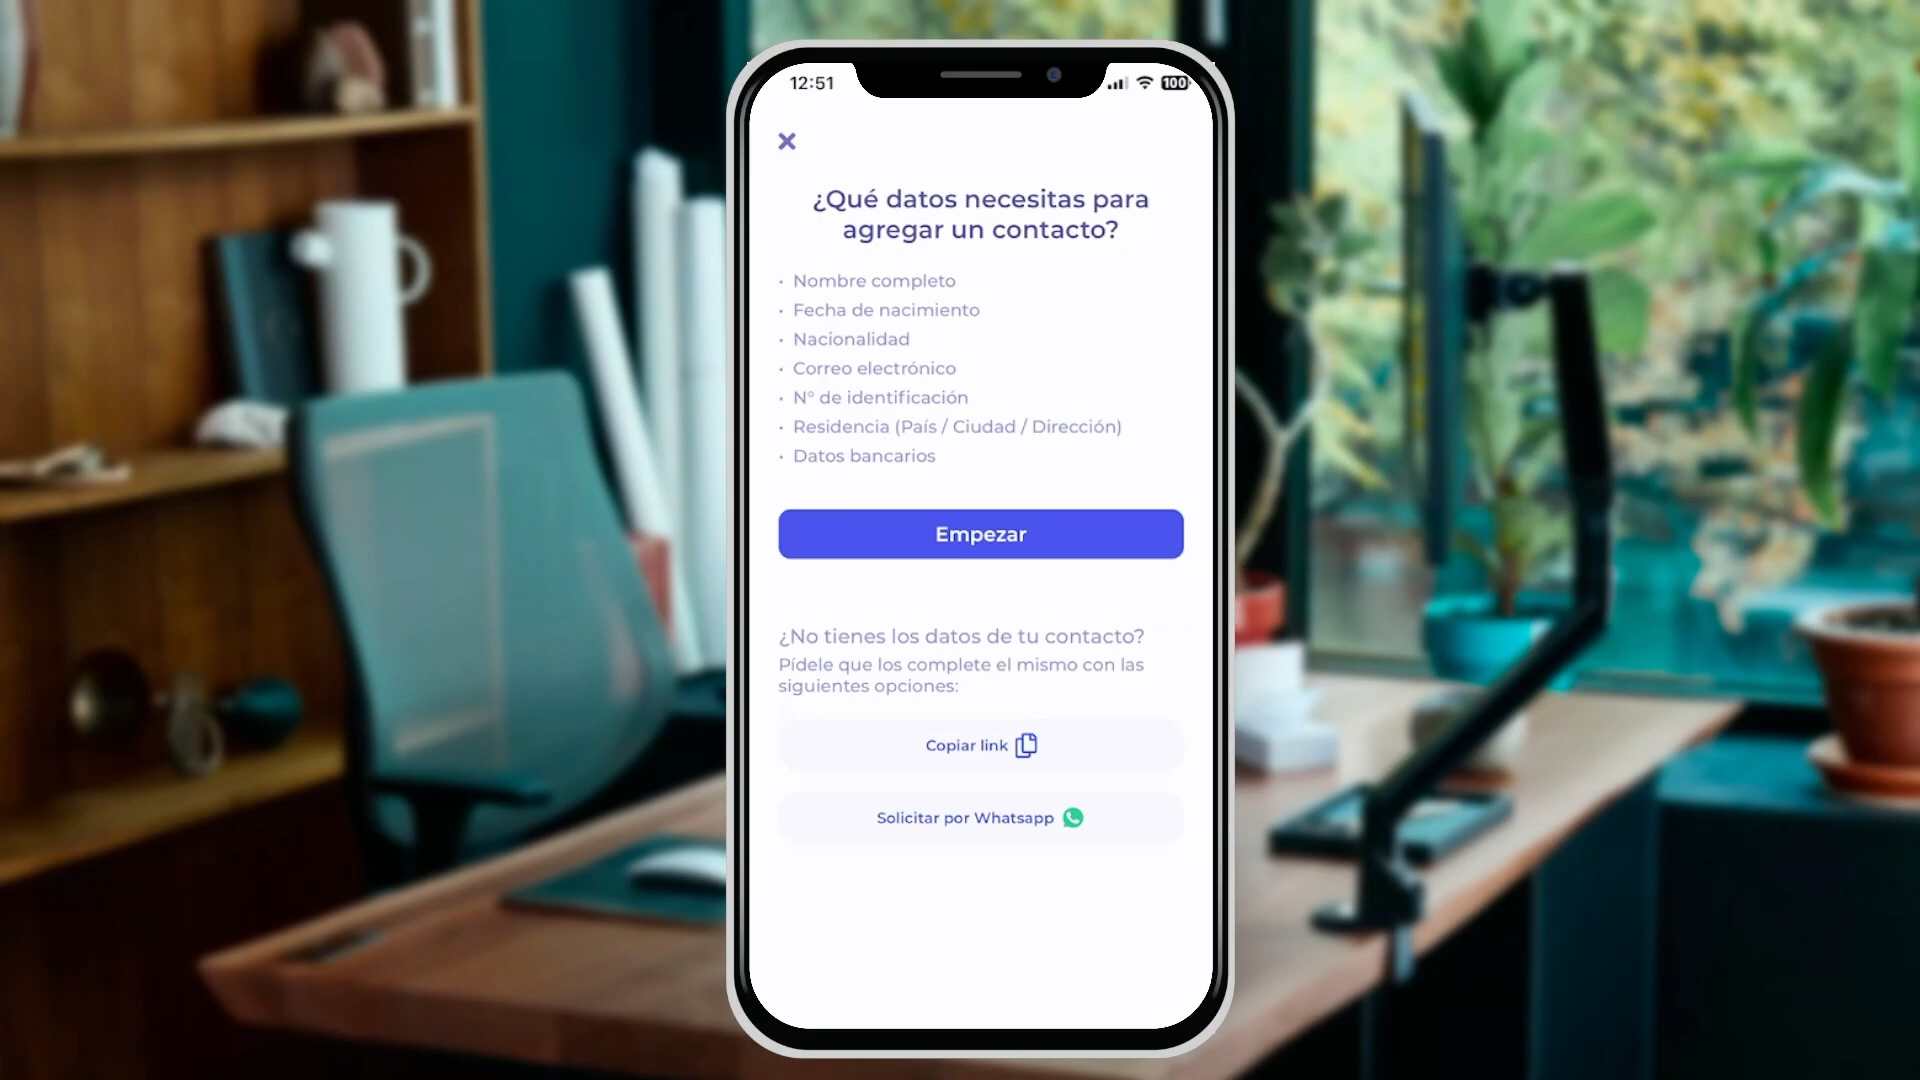 12:51
100
¿Qué datos necesitas para
agregar un contacto?
• Nombre completo
• Fecha de nacimiento
• Nacionalidad
• Correo electrónico
• N° de identificación
• Residencia (País / Ciudad / Dirección)
• Datos bancarios
Empezar
¿No tienes los datos de tu contacto?
Pídele que los complete el mismo con las
siguientes opciones:
Copiar link
Solicitar por Whatsapp